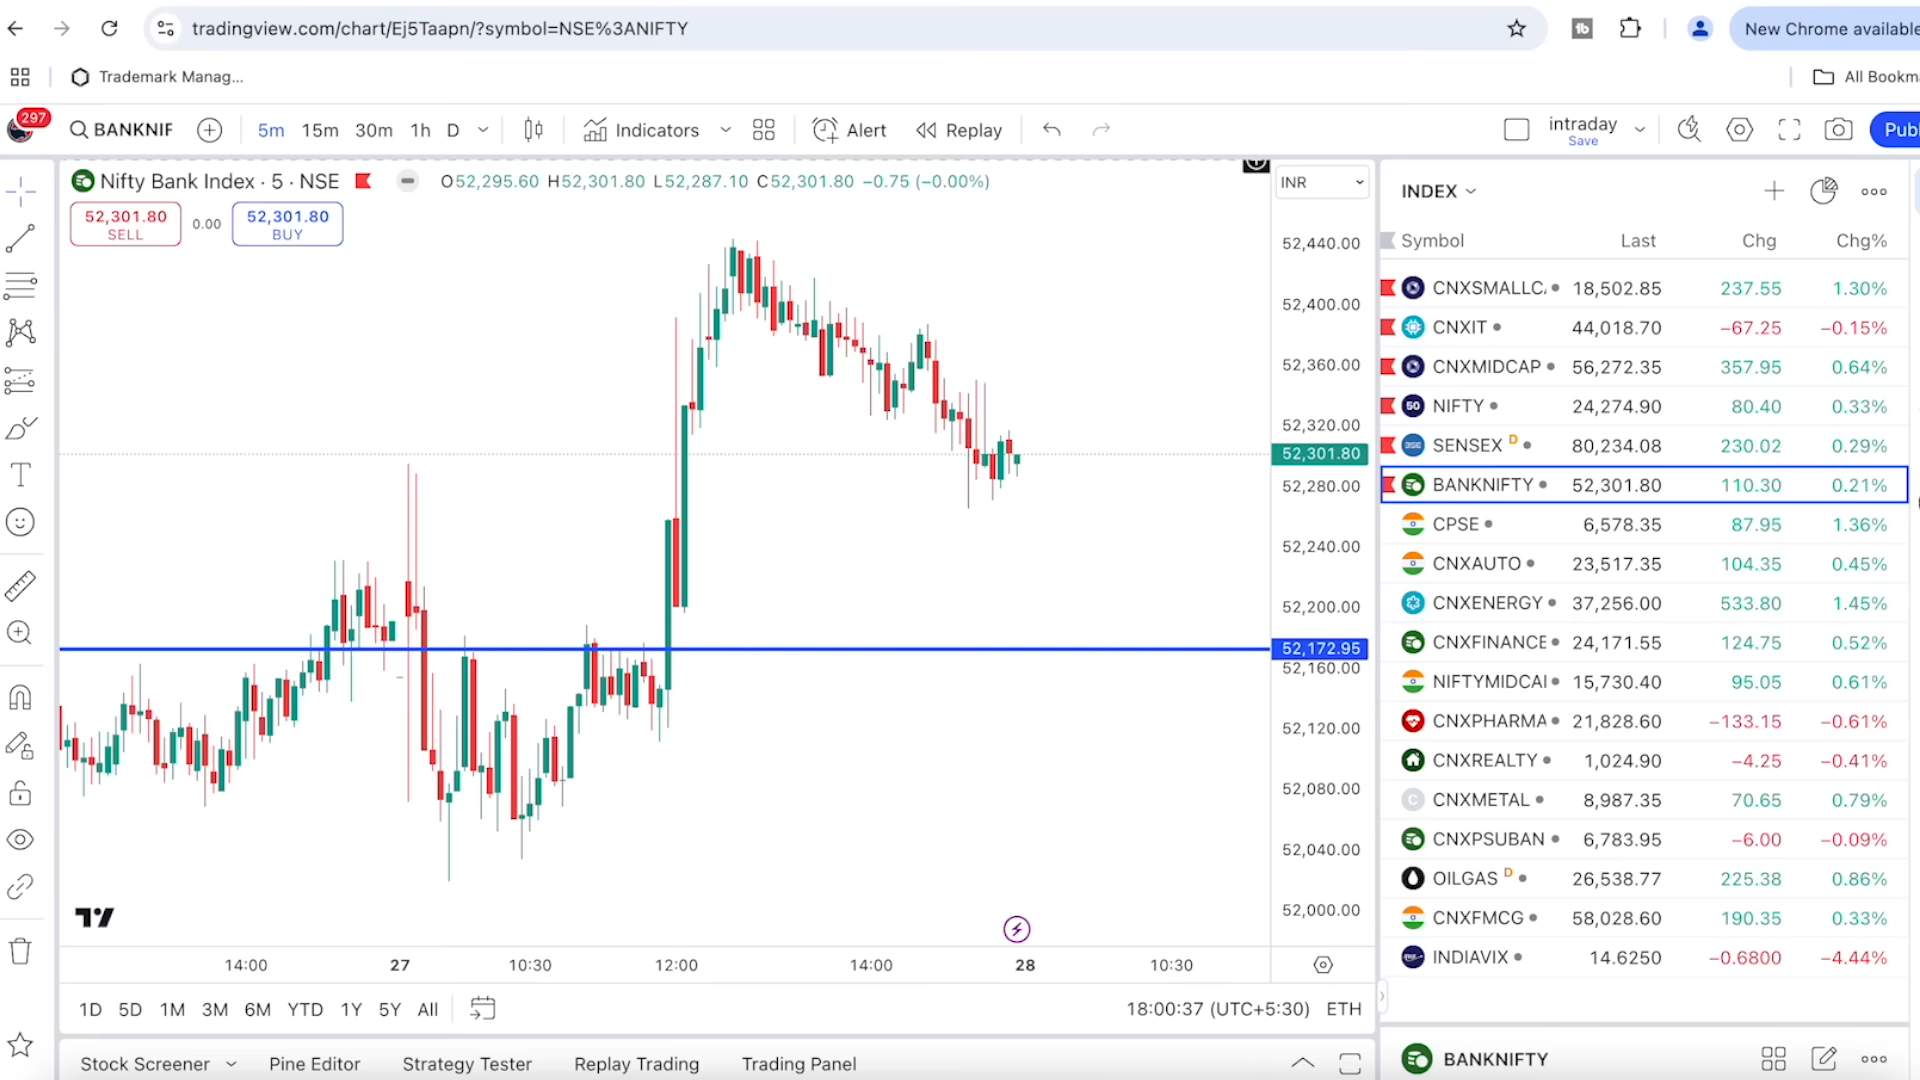 tradingview.com/chart/Ej5Taapn/?symbol=NSE%3ANIFTY
New Chrome available
Trademark Manag...
All Bookma
297
BANKNIF
5m 15m 30m 1h D
Indicators
Alert
Replay
intraday
Save
Publ
Nifty Bank Index · 5 · NSE
O52,295.60 H52,301.80 L52,287.10 C52,301.80 −0.75 (−0.00%)
INR
52,301.80
SELL
0.00
52,301.80
BUY
52,440.00
52,400.00
52,360.00
52,320.00
52,301.80
52,280.00
52,240.00
52,200.00
52,172.95
52,160.00
52,120.00
52,080.00
52,040.00
52,000.00
14:00 27 10:30 12:00 14:00 28 10:30
1D 5D 1M 3M 6M YTD 1Y 5Y All
18:00:37 (UTC+5:30) ETH
Stock Screener Pine Editor Strategy Tester Replay Trading Trading Panel
INDEX
Symbol Last Chg Chg%
CNXSMALLC 18,502.85 237.55 1.30%
CNXIT 44,018.70 −67.25 −0.15%
CNXMIDCAP 56,272.35 357.95 0.64%
50 NIFTY 24,274.90 80.40 0.33%
SENSEX D 80,234.08 230.02 0.29%
BANKNIFTY 52,301.80 110.30 0.21%
CPSE 6,578.35 87.95 1.36%
CNXAUTO 23,517.35 104.35 0.45%
CNXENERGY 37,256.00 533.80 1.45%
CNXFINANCE 24,171.55 124.75 0.52%
NIFTYMIDCAI 15,730.40 95.05 0.61%
CNXPHARMA 21,828.60 −133.15 −0.61%
CNXREALTY 1,024.90 −4.25 −0.41%
C CNXMETAL 8,987.35 70.65 0.79%
CNXPSUBAN 6,783.95 −6.00 −0.09%
OILGAS D 26,538.77 225.38 0.86%
CNXFMCG 58,028.60 190.35 0.33%
INDIAVIX 14.6250 −0.6800 −4.44%
BANKNIFTY